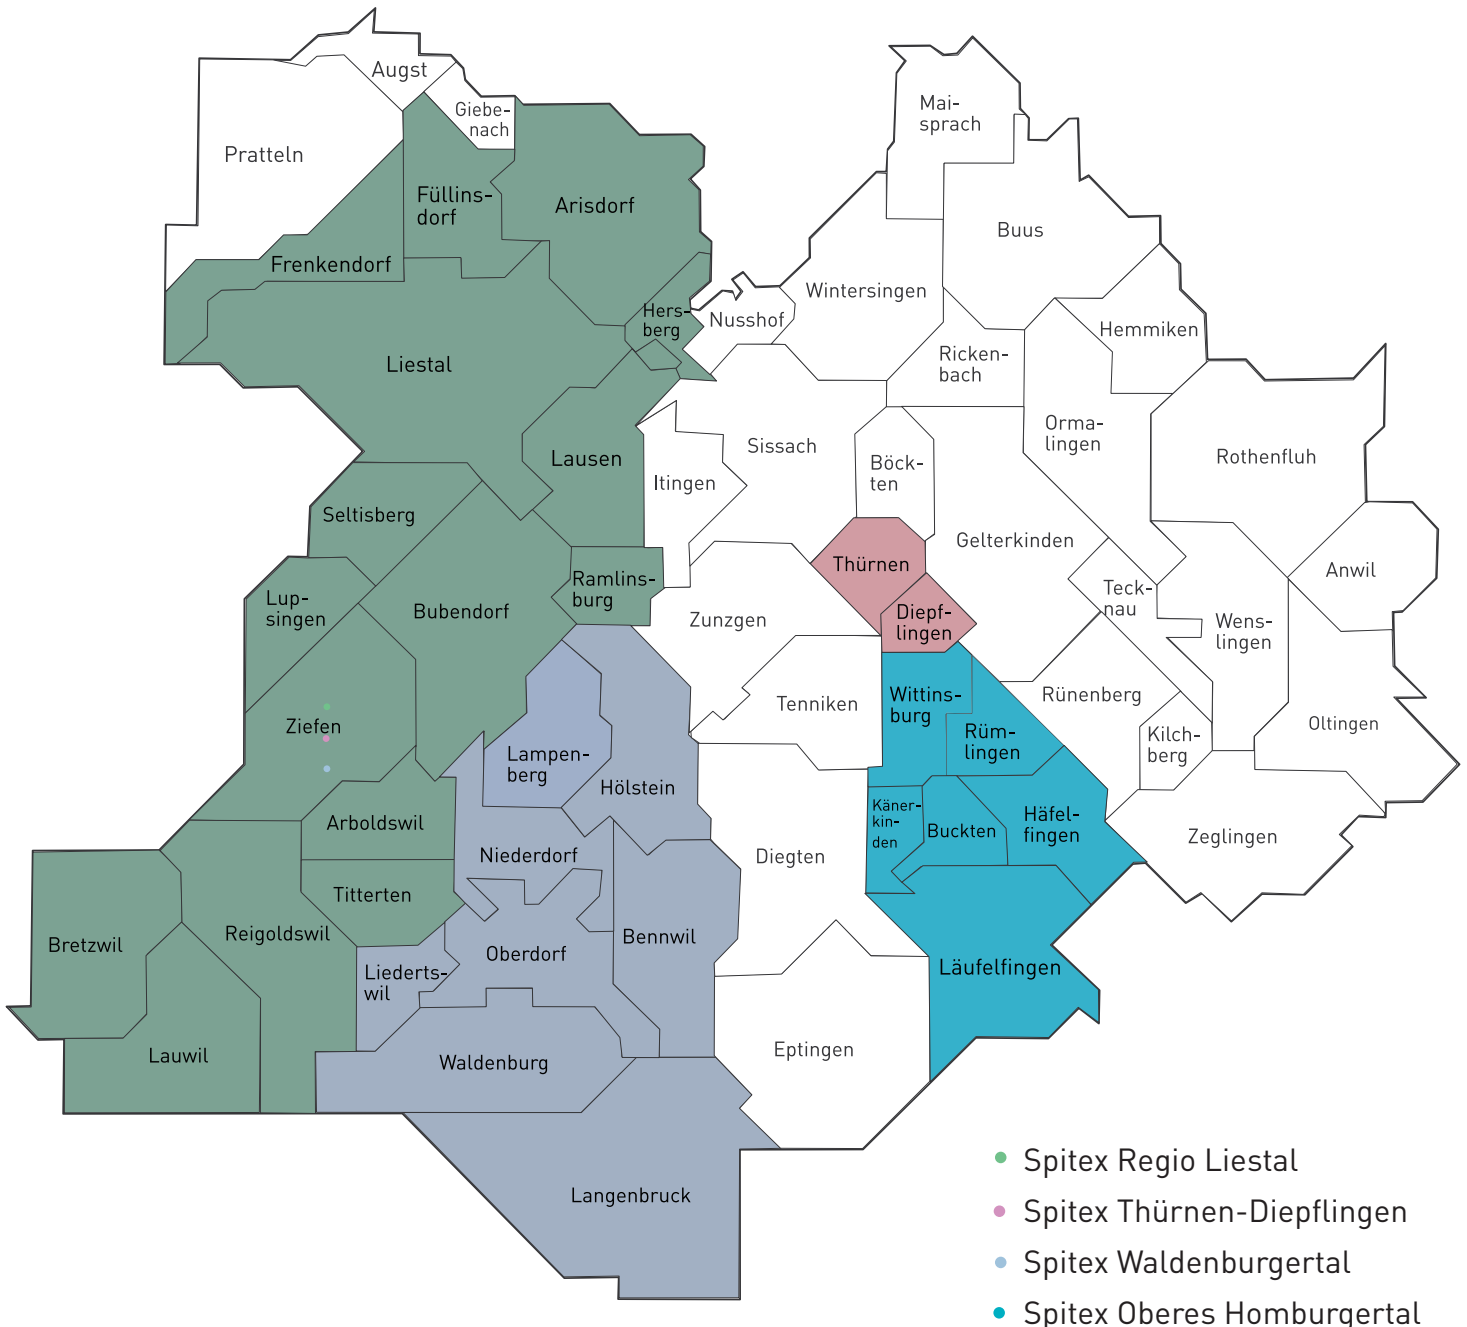 Augst
Giebe-
nach
Mai-
sprach
Pratteln
Füllins-
dorf
Arisdorf
Buus
Frenkendorf
Wintersingen
Hers-
berg
Nusshof
Hemmiken
Ricken-
bach
Liestal
Orma-
lingen
Sissach
Rothenfluh
Lausen
Böck-
ten
Itingen
Seltisberg
Gelterkinden
Thürnen
Anwil
Ramlins-
burg
Teck-
nau
Lup-
singen
Bubendorf
Diepf-
lingen
Zunzgen
Wens-
lingen
Wittins-
burg
Rünenberg
Tenniken
Ziefen
Oltingen
Rüm-
lingen
Kilch-
berg
Lampen-
berg
Hölstein
Känerkin-
den
Arboldswil
Buckten
Häfel-
fingen
Zeglingen
Niederdorf
Diegten
Titterten
Reigoldswil
Bretzwil
Bennwil
Oberdorf
Liederts-
wil
Läufelfingen
Lauwil
Waldenburg
Eptingen
Langenbruck
Spitex Regio Liestal
Spitex Thürnen-Diepflingen
Spitex Waldenburgertal
Spitex Oberes Homburgertal